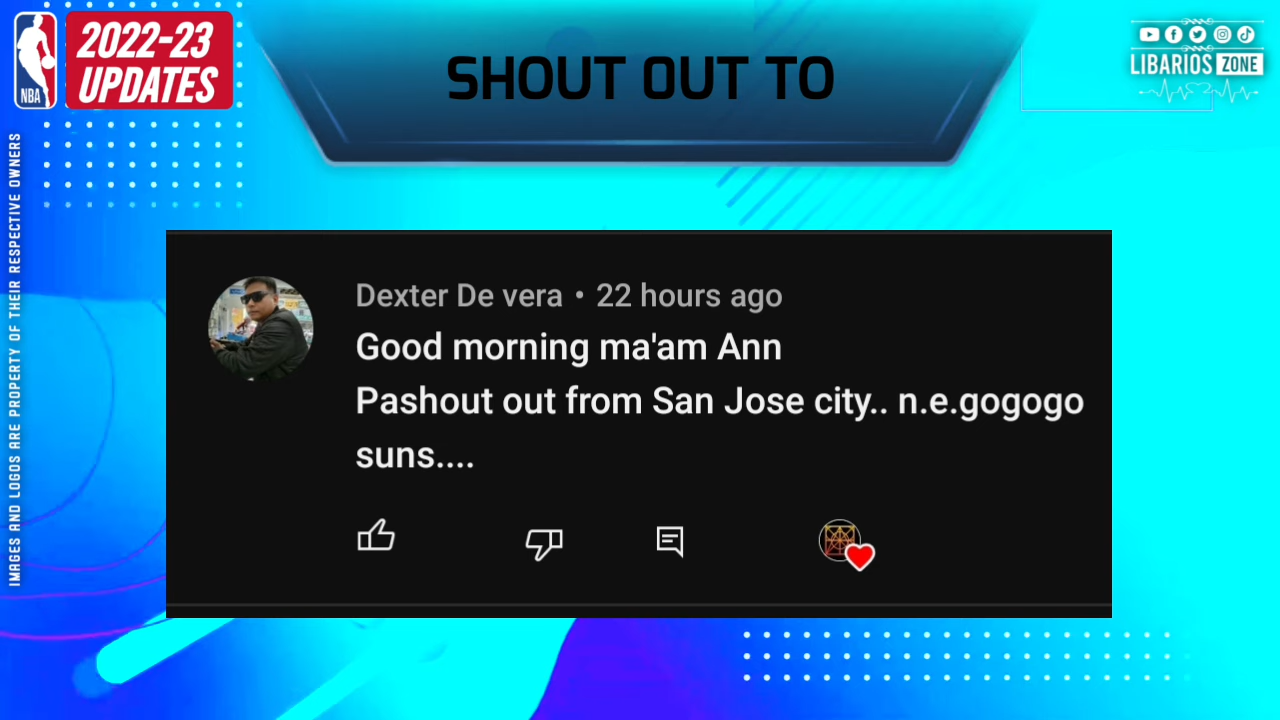 2022-23
UPDATES
NBA
SHOUT OUT TO
LIBARIOS ZONE
IMAGES AND LOGOS ARE PROPERTY OF THEIR RESPECTIVE OWNERS
Dexter De vera • 22 hours ago
Good morning ma'am Ann
Pashout out from San Jose city.. n.e.gogogo
suns....